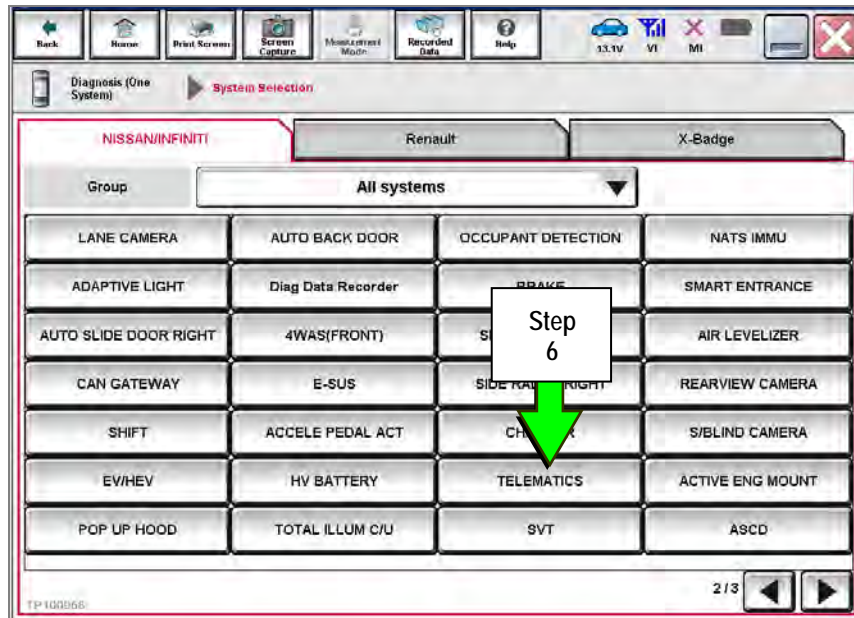 Back Home Print Screen Screen Capture Measurement Mode Recorded Data Help 13.1V VI MI
Diagnosis (One System) System Selection
NISSAN/INFINITI Renault X-Badge
Group All systems
LANE CAMERA AUTO BACK DOOR OCCUPANT DETECTION NATS IMMU
ADAPTIVE LIGHT Diag Data Recorder BRAKE SMART ENTRANCE
Step
6
AUTO SLIDE DOOR RIGHT 4WAS(FRONT) AIR LEVELIZER
CAN GATEWAY E-SUS SIDE RIGHT REARVIEW CAMERA
SHIFT ACCELE PEDAL ACT S/BLIND CAMERA
EV/HEV HV BATTERY TELEMATICS ACTIVE ENG MOUNT
POP UP HOOD TOTAL ILLUM C/U SVT ASCD
2/3